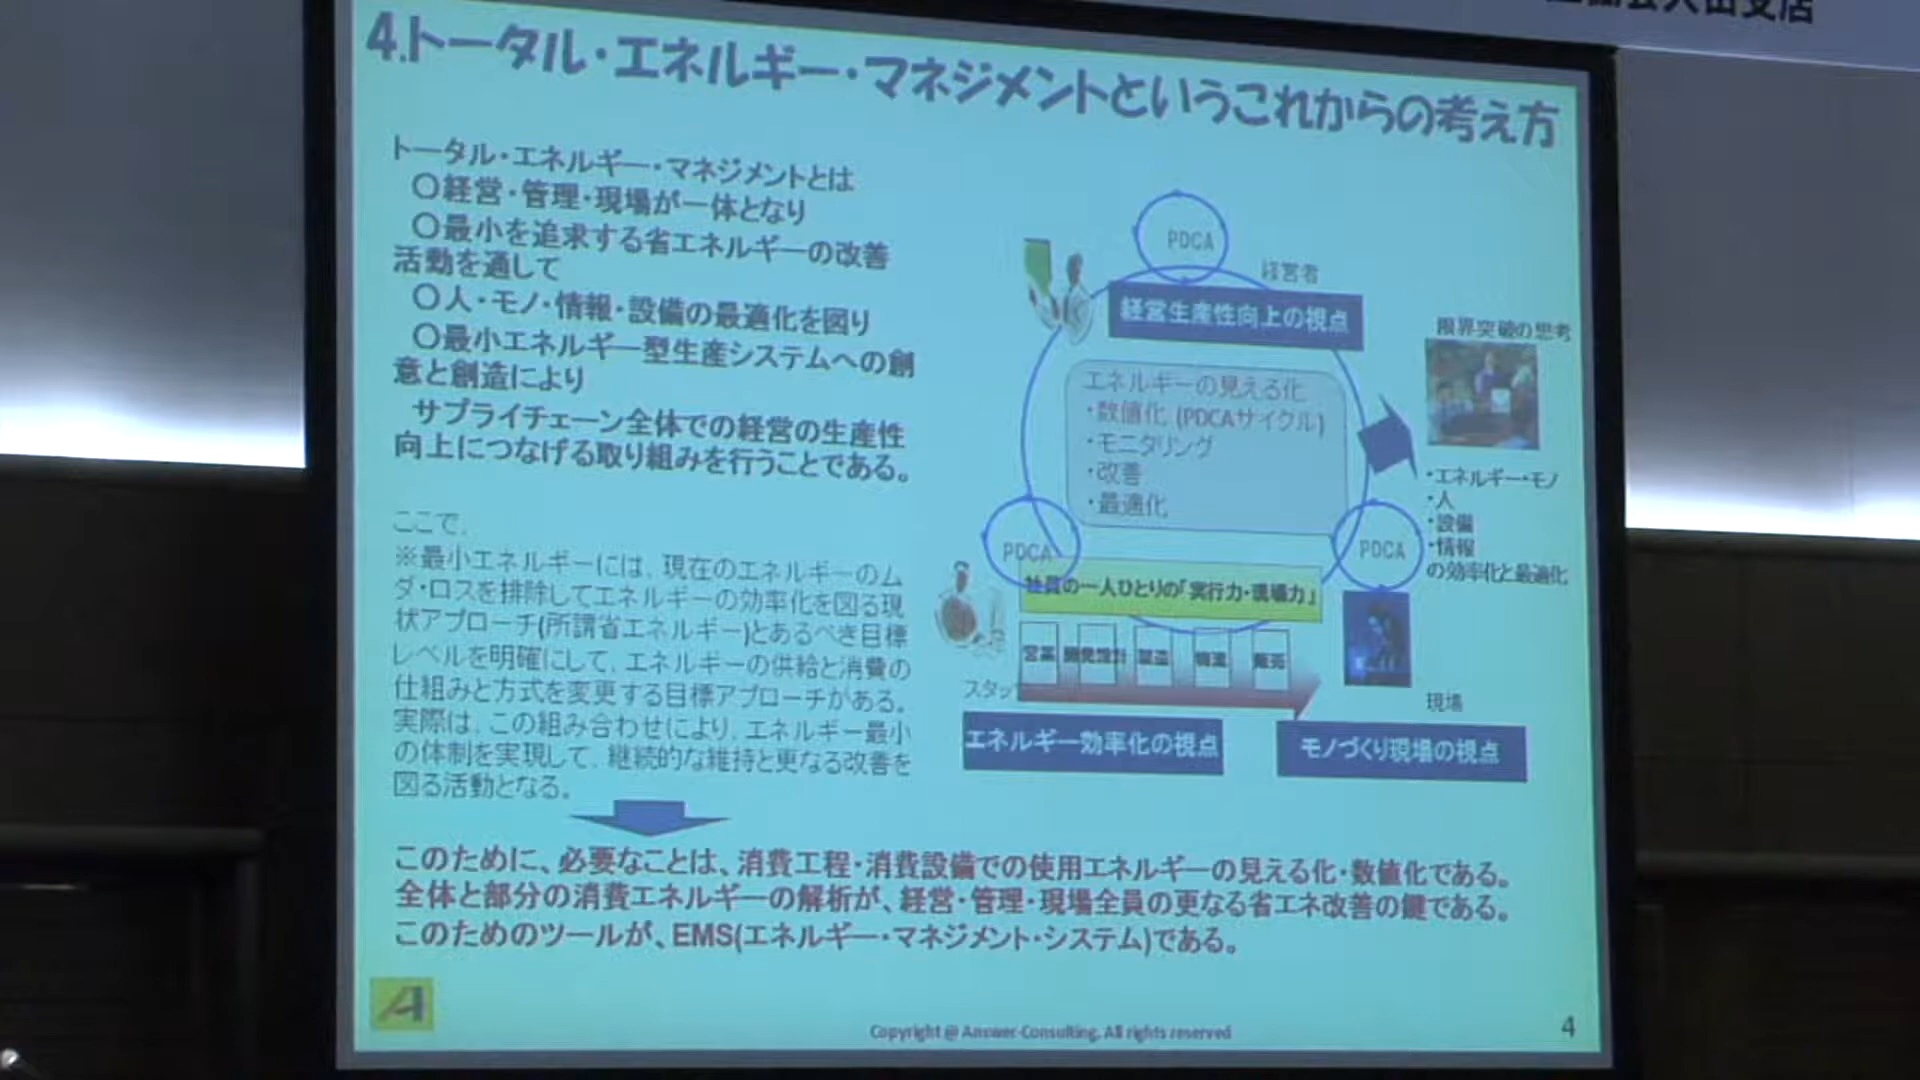 支店
4.トータル・エネルギー・マネジメントというこれからの考え方
トータル・エネルギー・マネジメントとは
〇経営・管理・現場が一体となり
〇最小を追求する省エネルギーの改善
活動を通して
〇人・モノ・情報・設備の最適化を図り
〇最小エネルギー型生産システムへの創
意と創造により
サプライチェーン全体での経営の生産性
向上につなげる取り組みを行うことである。
ここで、
※最小エネルギーには、現在のエネルギーのム
ダ・ロスを排除してエネルギーの効率化を図る現
状アプローチ(所謂省エネルギー)とあるべき目標
レベルを明確にして、エネルギーの供給と消費の
仕組みと方式を変更する目標アプローチがある。
実際は、この組み合わせにより、エネルギー最小
の体制を実現して、継続的な維持と更なる改善を
図る活動となる。
PDCA
経営者
経営生産性向上の視点
限界突破の思考
エネルギーの見える化
・数値化 (PDCAサイクル)
・モニタリング
・改善
・最適化
・エネルギー・モノ
・人
・設備
・情報
の効率化と最適化
PDCA
PDCA
社員の一人ひとりの「実行力・現場力」
営業 開発設計 製造 物流 販売
スタッ
現場
エネルギー効率化の視点
モノづくり現場の視点
このために、必要なことは、消費工程・消費設備での使用エネルギーの見える化・数値化である。
全体と部分の消費エネルギーの解析が、経営・管理・現場全員の更なる省エネ改善の鍵である。
このためのツールが、EMS(エネルギー・マネジメント・システム)である。
A
Copyright @ Answer-Consulting. All rights reserved
4